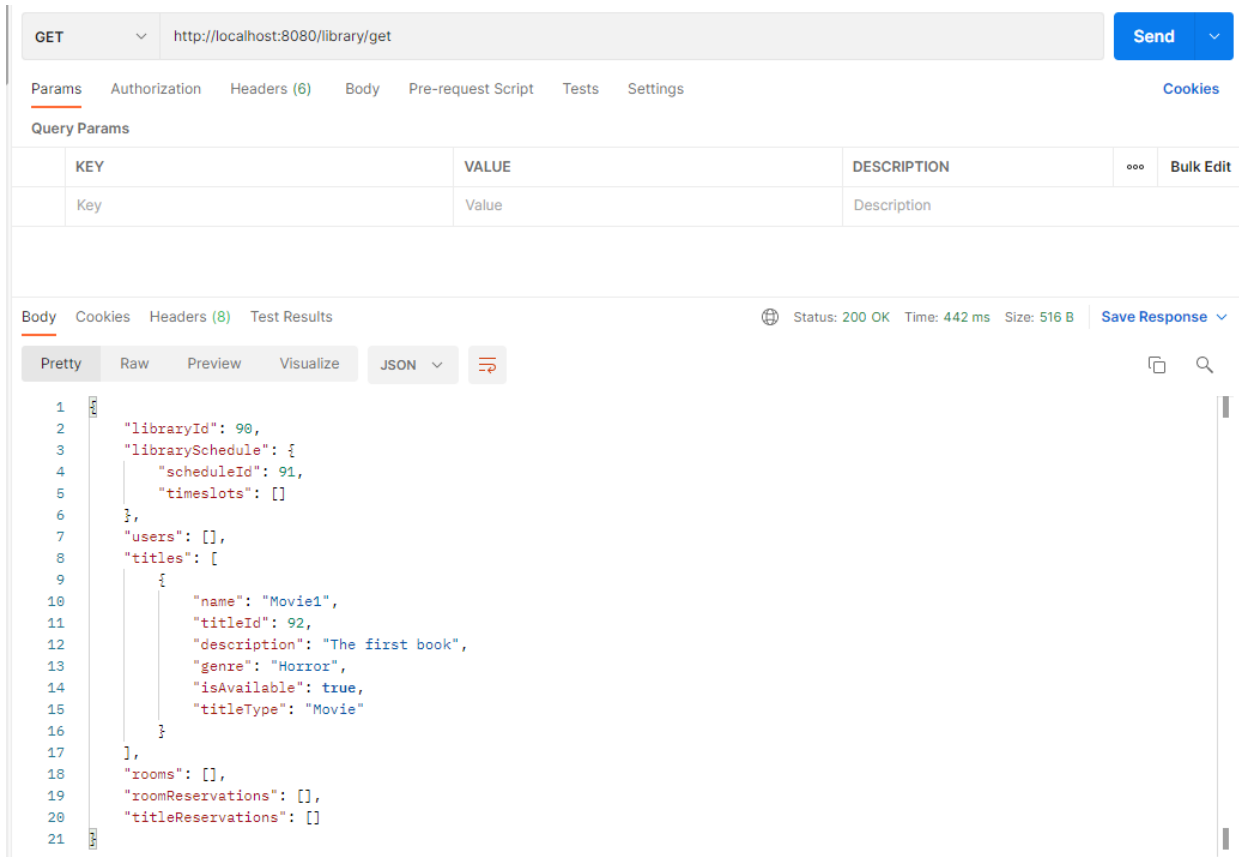 GET http://localhost:8080/library/get Send
Params Authorization Headers (6) Body Pre-request Script Tests Settings Cookies
Query Params
KEY VALUE DESCRIPTION ooo Bulk Edit
Key Value Description
Body Cookies Headers (8) Test Results Status: 200 OK Time: 442 ms Size: 516 B Save Response
Pretty Raw Preview Visualize JSON
1 {
2 "libraryId": 90,
3 "librarySchedule": {
4 "scheduleId": 91,
5 "timeslots": []
6 },
7 "users": [],
8 "titles": [
9 {
10 "name": "Movie1",
11 "titleId": 92,
12 "description": "The first book",
13 "genre": "Horror",
14 "isAvailable": true,
15 "titleType": "Movie"
16 }
17 ],
18 "rooms": [],
19 "roomReservations": [],
20 "titleReservations": []
21 }